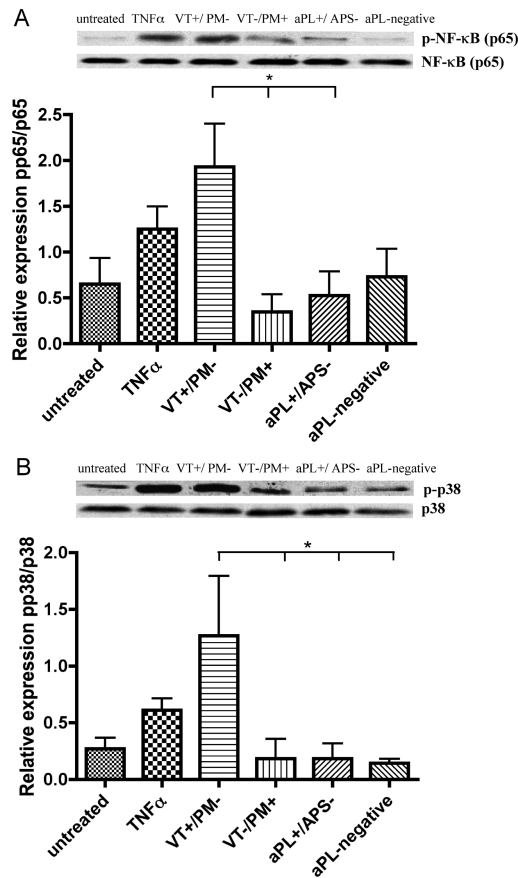 A
untreated TNFα VT+/ PM- VT-/PM+ aPL+/ APS- aPL-negative
p-NF-κB (p65)
NF-κB (p65)
*
Relative expression pp65/p65
2.5
2.0
1.5
1.0
0.5
0.0
untreated
TNFα
VT+/PM-
VT-/PM+
aPL+/APS-
aPL-negative
B
untreated TNFα VT+/ PM- VT-/PM+ aPL+/ APS- aPL-negative
p-p38
p38
*
Relative expression pp38/p38
2.0
1.5
1.0
0.5
0.0
untreated
TNFα
VT+/PM-
VT-/PM+
aPL+/APS-
aPL-negative